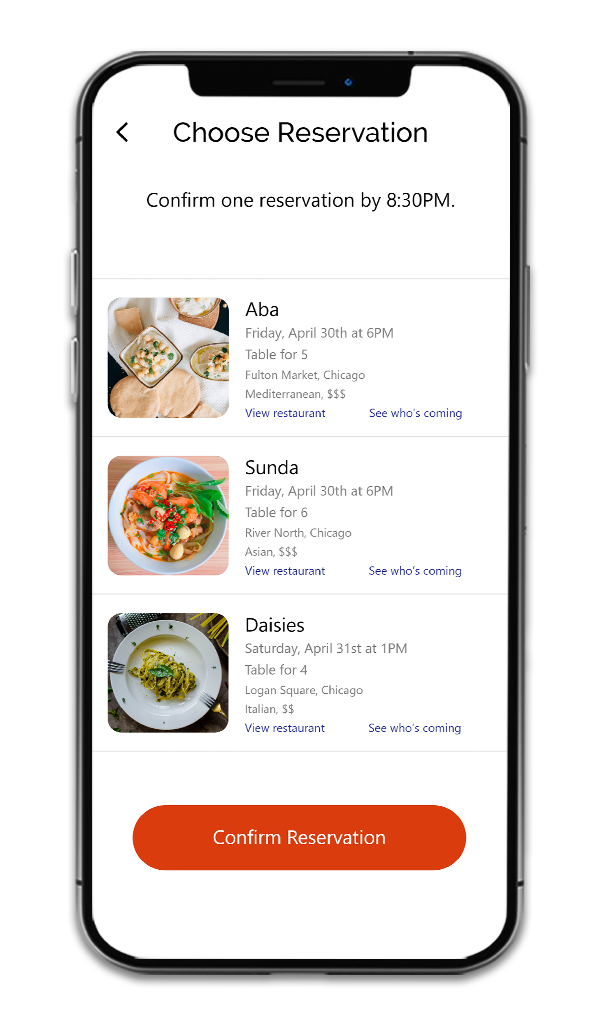 Choose Reservation
Confirm one reservation by 8:30PM.
Aba
Friday, April 30th at 6PM
Table for 5
Fulton Market, Chicago
Mediterranean, $$$
View restaurant See who's coming
Sunda
Friday, April 30th at 6PM
Table for 6
River North, Chicago
Asian, $$$
View restaurant See who's coming
Daisies
Saturday, April 31st at 1PM
Table for 4
Logan Square, Chicago
Italian, $$
View restaurant See who's coming
Confirm Reservation